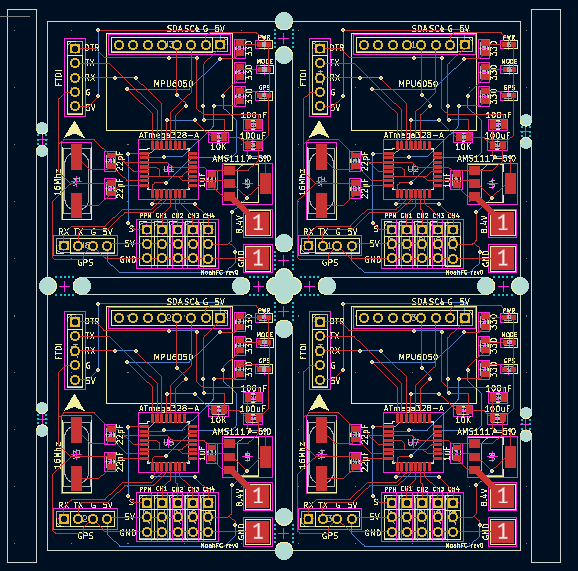 SDASCL G 5V
DTR
TX
RX
G
5V
FTDI
MPU6050
PWR
330
MODE
330
GPS
330
100nF
100uF
10K
ATmega328-A
AMS1117-5.0
16Mhz
22pF
22pF
1uF
8.4V
1
GND
1
RX TX G 5V
GPS
PPM CH1 CH2 CH3 CH4
S
5V
GND
NoahFC rev0
SDASCL G 5V
DTR
TX
RX
G
5V
FTDI
MPU6050
PWR
330
MODE
330
GPS
330
100nF
100uF
10K
ATmega328-A
AMS1117-5.0
16Mhz
22pF
22pF
1uF
8.4V
1
GND
1
RX TX G 5V
GPS
PPM CH1 CH2 CH3 CH4
S
5V
GND
NoahFC rev0
SDASCL G 5V
DTR
TX
RX
G
5V
FTDI
MPU6050
PWR
330
MODE
330
GPS
330
100nF
100uF
10K
ATmega328-A
AMS1117-5.0
16Mhz
22pF
22pF
1uF
8.4V
1
GND
1
RX TX G 5V
GPS
PPM CH1 CH2 CH3 CH4
S
5V
GND
NoahFC rev0
SDASCL G 5V
DTR
TX
RX
G
5V
FTDI
MPU6050
PWR
330
MODE
330
GPS
330
100nF
100uF
10K
ATmega328-A
AMS1117-5.0
16Mhz
22pF
22pF
1uF
8.4V
1
GND
1
RX TX G 5V
GPS
PPM CH1 CH2 CH3 CH4
S
5V
GND
NoahFC rev0